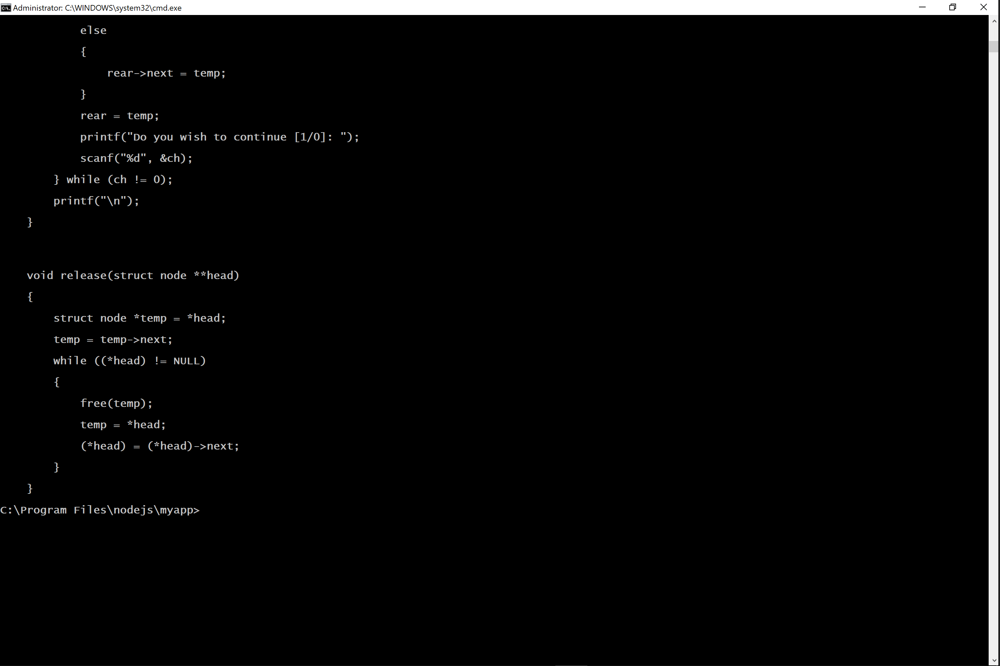 Administrator: C:\WINDOWS\system32\cmd.exe
else
{
rear->next = temp;
}
rear = temp;
printf("Do you wish to continue [1/0]: ");
scanf("%d", &ch);
} while (ch != 0);
printf("\n");
}
void release(struct node **head)
{
struct node *temp = *head;
temp = temp->next;
while ((*head) != NULL)
{
free(temp);
temp = *head;
(*head) = (*head)->next;
}
}
C:\Program Files\nodejs\myapp>